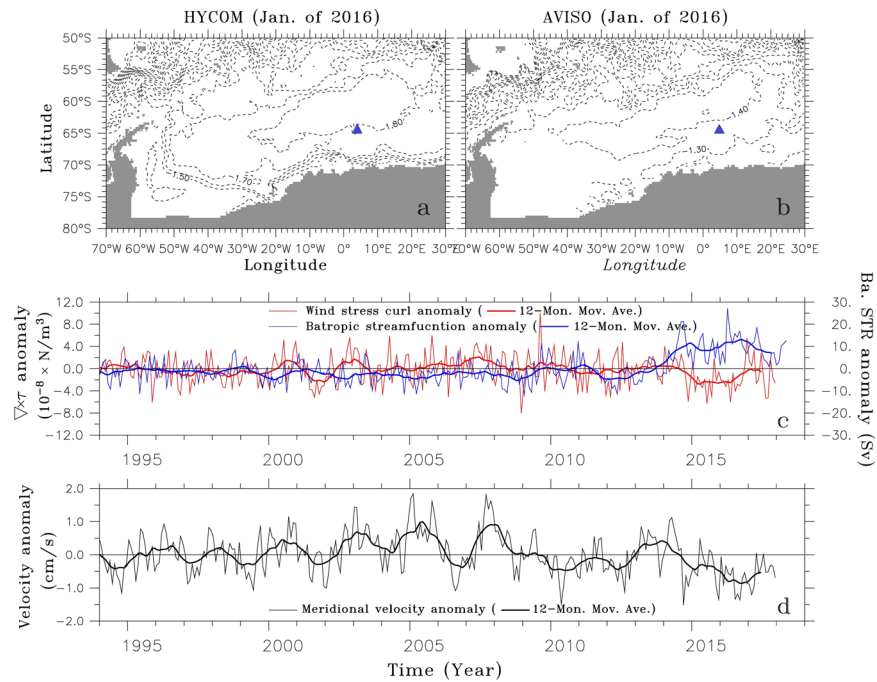 HYCOM (Jan. of 2016)
AVISO (Jan. of 2016)
Latitude
50°S
55°S
60°S
65°S
70°S
75°S
80°S
1.80
1.70
1.50
a
1.40
1.30
b
70°W 60°W 50°W 40°W 30°W 20°W 10°W 0° 10°E 20°E 30°E
60°W 50°W 40°W 30°W 20°W 10°W 0° 10°E 20°E 30°E
Longitude
Longitude
▽×τ anomaly
(10⁻⁸ × N/m³)
12.0
8.0
4.0
0.0
−4.0
−8.0
−12.0
Wind stress curl anomaly ( 12−Mon. Mov. Ave.)
Batropic streamfucntion anomaly ( 12−Mon. Mov. Ave.)
c
30.
20
10
0.0
−10
−20
−30.
Ba. STR anomaly (Sv)
1995 2000 2005 2010 2015
Velocity anomaly
(cm/s)
2.0
1.0
0.0
−1.0
−2.0
Meridional velocity anomaly ( 12−Mon. Mov. Ave.)
d
1995 2000 2005 2010 2015
Time (Year)